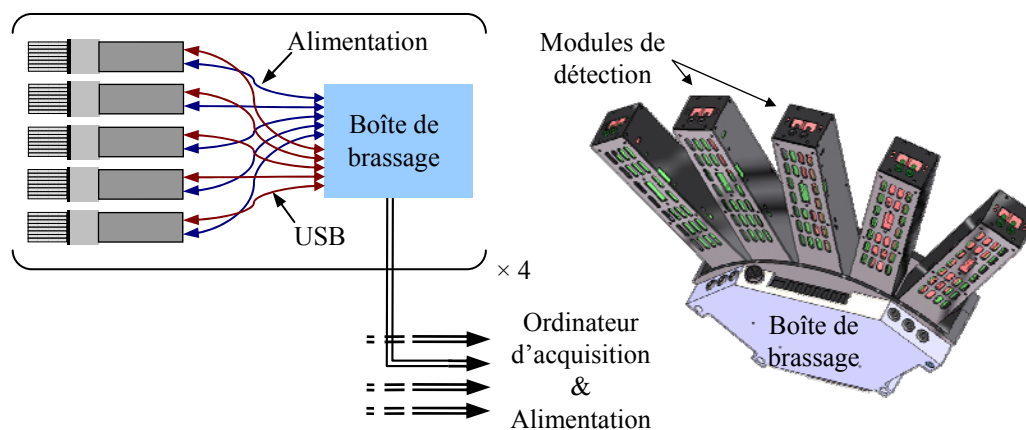 Alimentation
Boîte de
brassage
USB
× 4
Ordinateur
d'acquisition
&
Alimentation
Modules de
détection
Boîte de
brassage